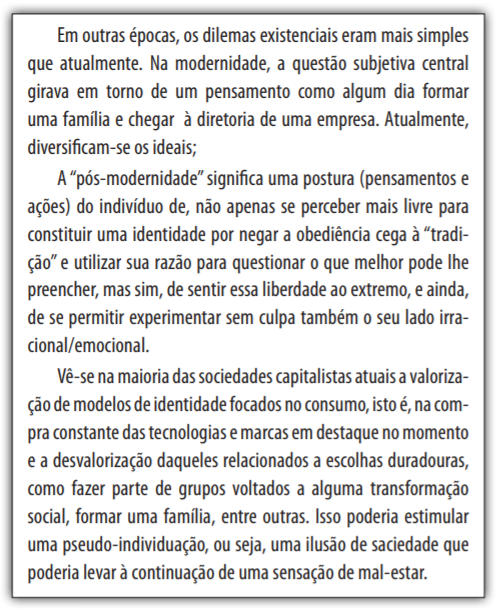 Em outras épocas, os dilemas existenciais eram mais simples
que atualmente. Na modernidade, a questão subjetiva central
girava em torno de um pensamento como algum dia formar
uma família e chegar à diretoria de uma empresa. Atualmente,
diversificam-se os ideais;
A “pós-modernidade” significa uma postura (pensamentos e
ações) do indivíduo de, não apenas se perceber mais livre para
constituir uma identidade por negar a obediência cega à “tradi-
ção” e utilizar sua razão para questionar o que melhor pode lhe
preencher, mas sim, de sentir essa liberdade ao extremo, e ainda,
de se permitir experimentar sem culpa também o seu lado irra-
cional/emocional.
Vê-se na maioria das sociedades capitalistas atuais a valoriza-
ção de modelos de identidade focados no consumo, isto é, na com-
pra constante das tecnologias e marcas em destaque no momento
e a desvalorização daqueles relacionados a escolhas duradouras,
como fazer parte de grupos voltados a alguma transformação
social, formar uma família, entre outras. Isso poderia estimular
uma pseudo-individuação, ou seja, uma ilusão de saciedade que
poderia levar à continuação de uma sensação de mal-estar.